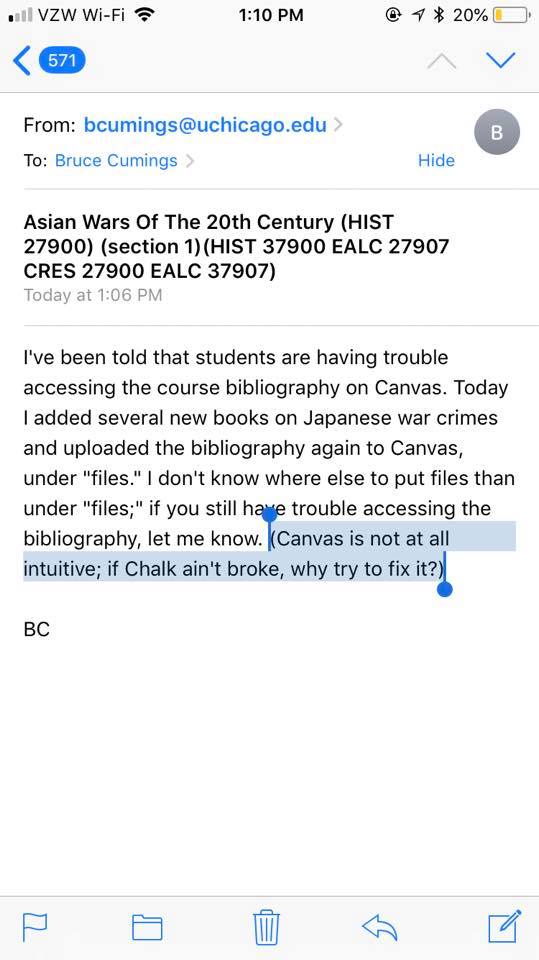 VZW Wi-Fi 1:10 PM 20%
571
From: bcumings@uchicago.edu
B
To: Bruce Cumings Hide
Asian Wars Of The 20th Century (HIST
27900) (section 1)(HIST 37900 EALC 27907
CRES 27900 EALC 37907)
Today at 1:06 PM
I've been told that students are having trouble
accessing the course bibliography on Canvas. Today
I added several new books on Japanese war crimes
and uploaded the bibliography again to Canvas,
under "files." I don't know where else to put files than
under "files;" if you still have trouble accessing the
bibliography, let me know. (Canvas is not at all
intuitive; if Chalk ain't broke, why try to fix it?)
BC